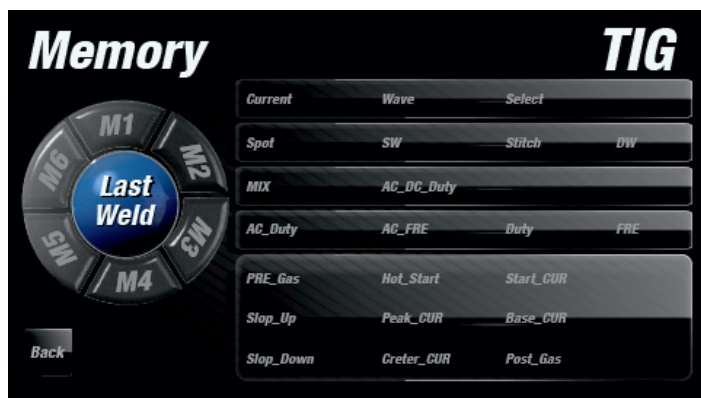 Memory
TIG
M1
M2
M3
M4
M5
M6
Last
Weld
Current Wave Select
Spot SW Stitch DW
MIX AC_DC_Duty
AC_Duty AC_FRE Duty FRE
PRE_Gas Hot_Start Start_CUR
Slop_Up Peak_CUR Base_CUR
Slop_Down Creter_CUR Post_Gas
Back